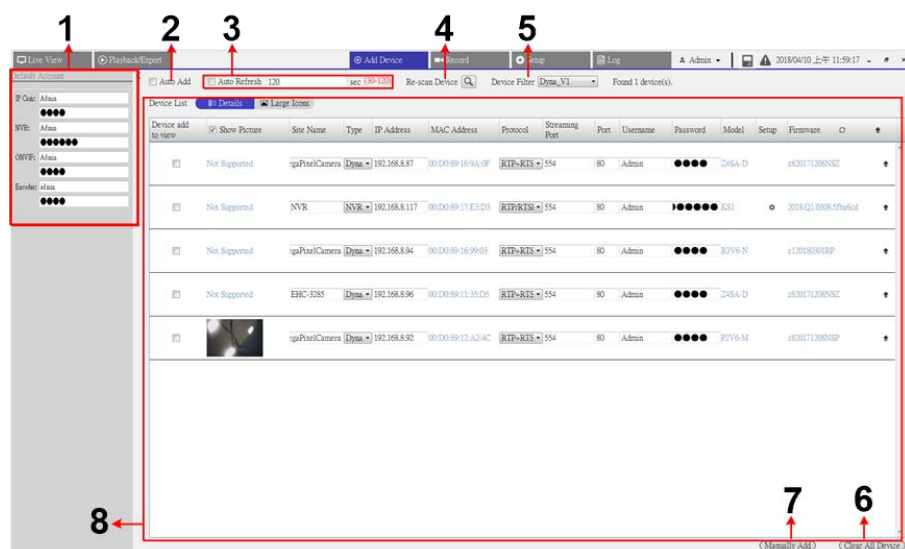 1 2 3 4 5
Live View Playback/Export Add Device Record Setup Log Admin 2018/04/10 上午 11:59:17
Default Account
Auto Add Auto Refresh 120 sec (30-120) Re-scan Device Device Filter Dyna_V1 Found 1 device(s).
IP Cam: Admin
NVR: Admin
ONVIF: Admin
Encoder: admin
Device List Details Large Icons
Device add to view Show Picture Site Name Type IP Address MAC Address Protocol Streaming Port Port Username Password Model Setup Firmware
Not Supported gaPixelCamera Dyna 192.168.8.87 00:D0:89:16:9A:0F RTP+RTS 554 80 Admin Z4SA-D z820171208NSZ
Not Supported NVR NVR 192.168.8.117 00:D0:89:17:E3:D3 RTP/RTSI 554 80 Admin KS1 2018.Q1.0308.5fba6cd
Not Supported gaPixelCamera Dyna 192.168.8.94 00:D0:89:16:99:03 RTP+RTS 554 80 Admin R3V6-N z120180301RP
Not Supported EHC-3285 Dyna 192.168.8.96 00:D0:89:11:35:D5 RTP+RTS 554 80 Admin Z4SA-D z820171208NSZ
gaPixelCamera Dyna 192.168.8.92 00:D0:89:12:A2:4C RTP+RTS 554 80 Admin P2V6-M z820171208NSP
8 7 6
Manually Add Clear All Device